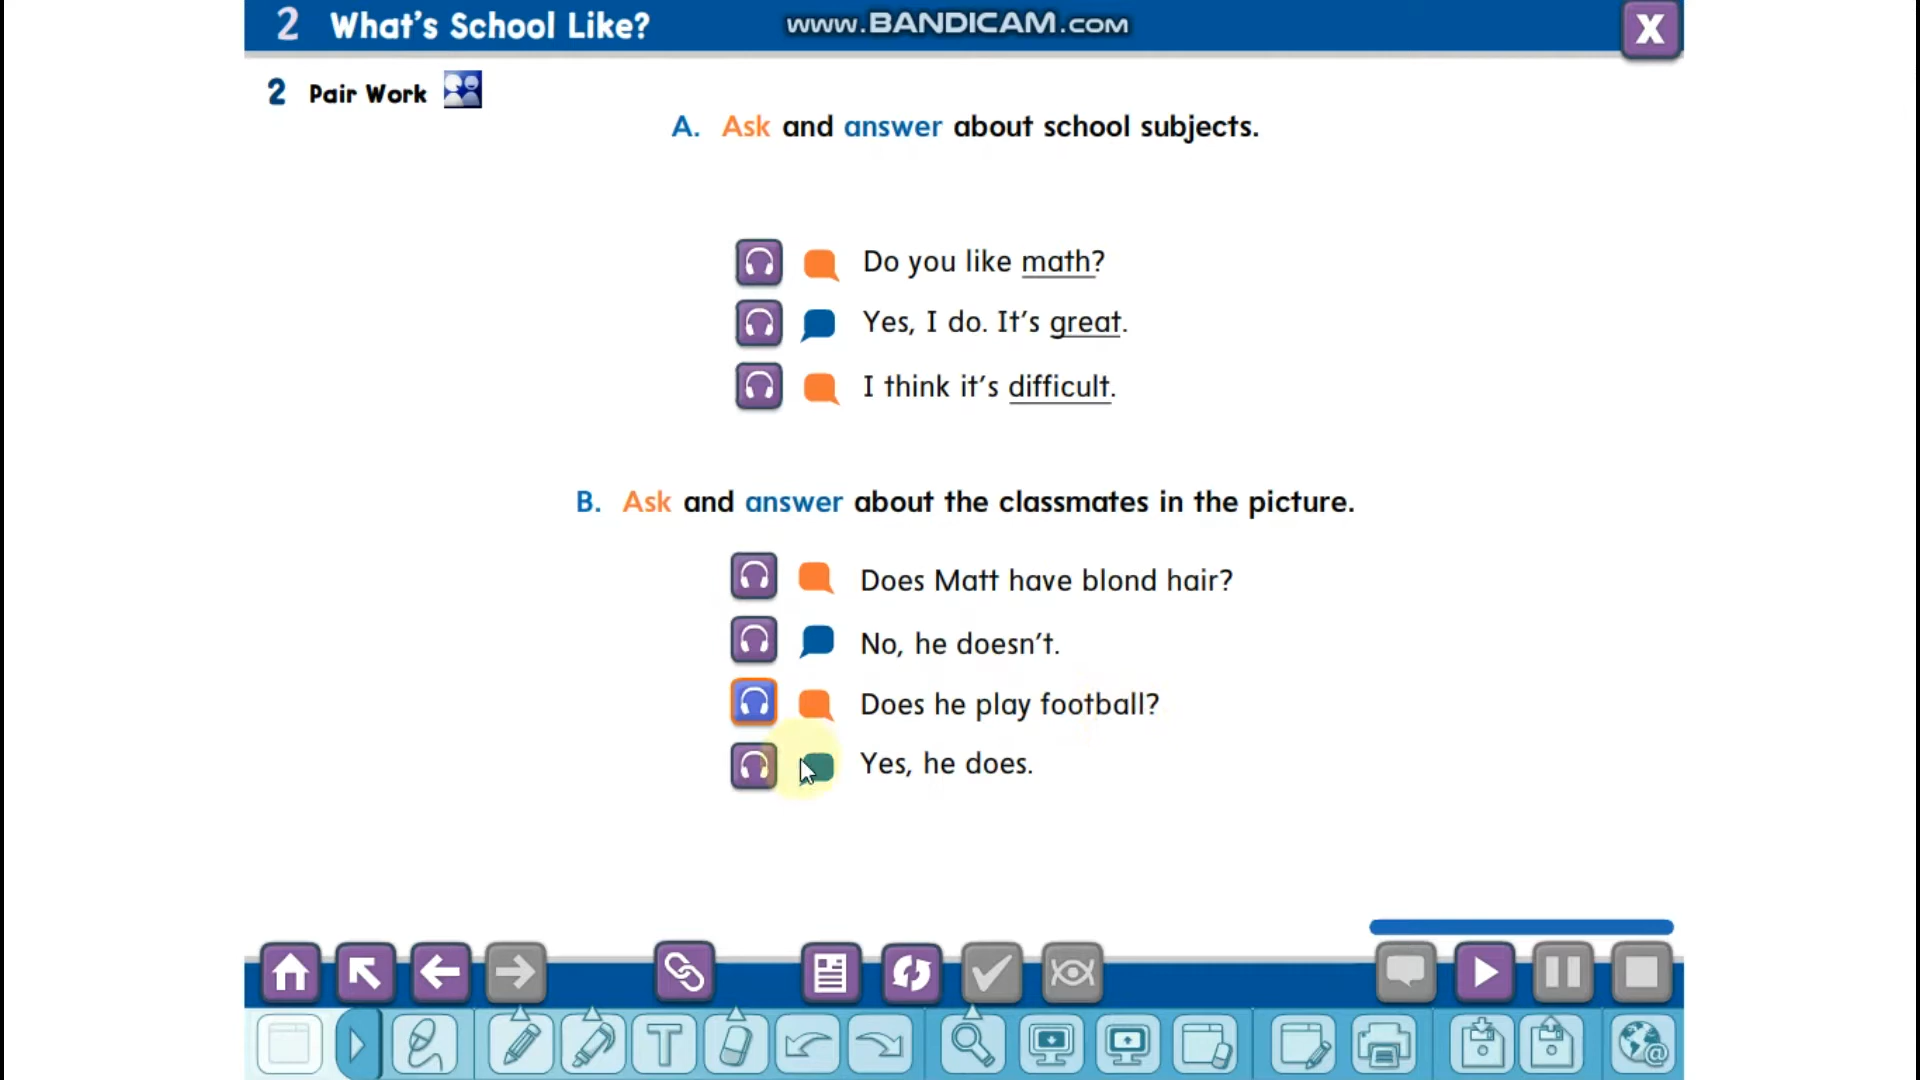 2 What's School Like?
www.BANDICAM.com
X
2 Pair Work
A. Ask and answer about school subjects.
Do you like math?
Yes, I do. It's great.
I think it's difficult.
B. Ask and answer about the classmates in the picture.
Does Matt have blond hair?
No, he doesn't.
Does he play football?
Yes, he does.
T
@